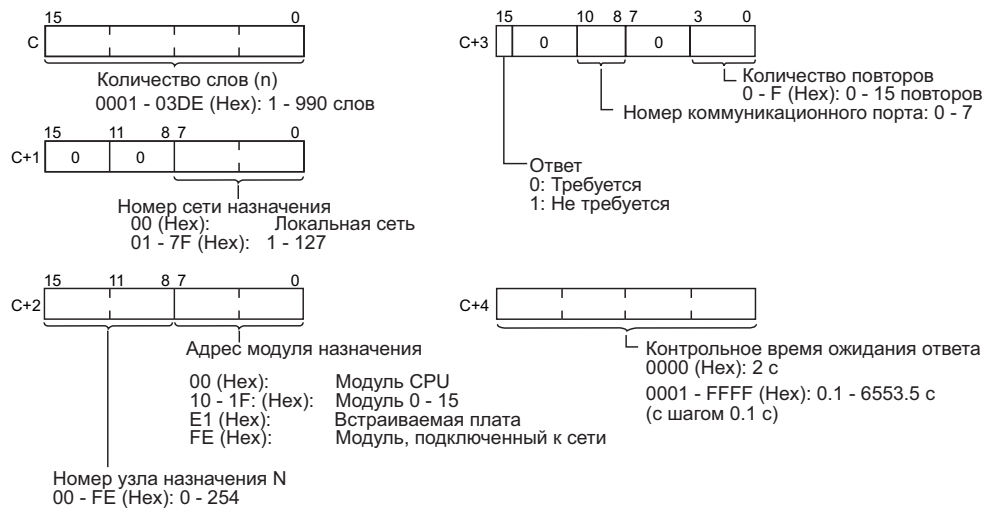 15 0
C
Количество слов (n)
0001 - 03DE (Hex): 1 - 990 слов
15 11 8 7 0
C+1 0 0
Номер сети назначения
00 (Hex): Локальная сеть
01 - 7F (Hex): 1 - 127
15 11 8 7 0
C+2
Адрес модуля назначения
00 (Hex): Модуль CPU
10 - 1F: (Hex): Модуль 0 - 15
E1 (Hex): Встраиваемая плата
FE (Hex): Модуль, подключенный к сети
Номер узла назначения N
00 - FE (Hex): 0 - 254
15 10 8 7 3 0
C+3 0 0
Количество повторов
0 - F (Hex): 0 - 15 повторов
Номер коммуникационного порта: 0 - 7
Ответ
0: Требуется
1: Не требуется
C+4
Контрольное время ожидания ответа
0000 (Hex): 2 с
0001 - FFFF (Hex): 0.1 - 6553.5 с
(с шагом 0.1 с)